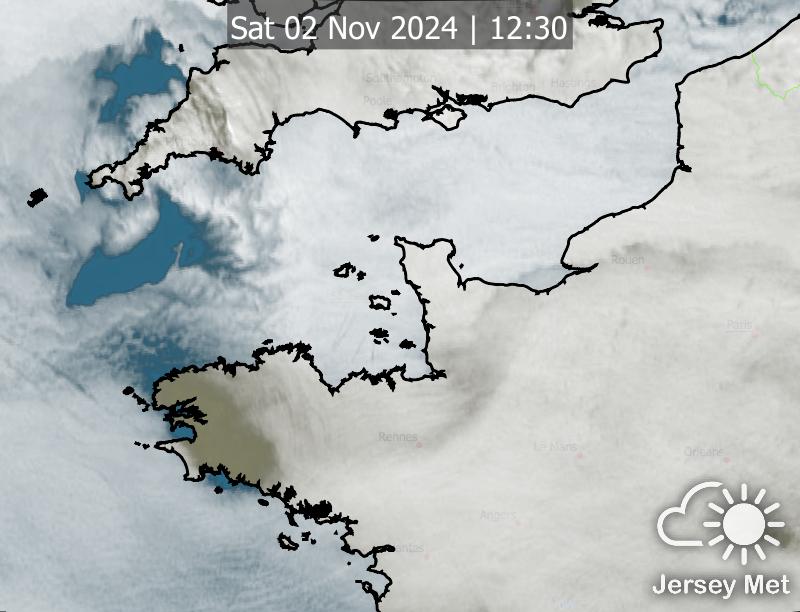 Sat 02 Nov 2024 | 12:30
Southampton
Brighton
Hastings
Poole
Rouen
Paris
Rennes
Le Mans
Orleans
Angers
Nantes
Jersey Met